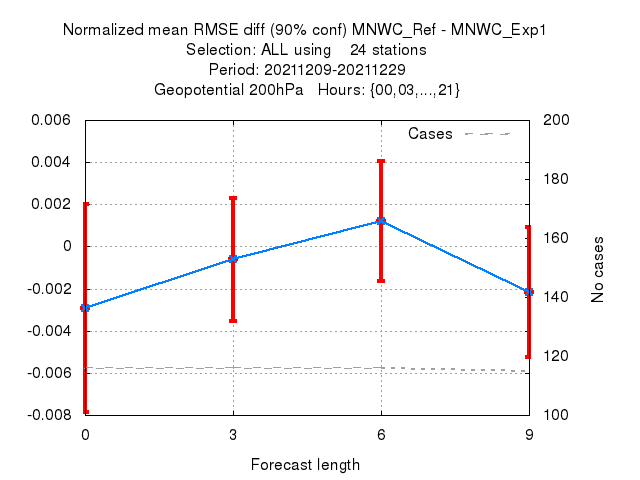 Normalized mean RMSE diff (90% conf) MNWC_Ref - MNWC_Exp1
Selection: ALL using    24 stations
Period: 20211209-20211229
Geopotential 200hPa   Hours: {00,03,...,21}
Cases
0.006
0.004
0.002
0
-0.002
-0.004
-0.006
-0.008
200
180
160
140
120
100
No cases
0 3 6 9
Forecast length